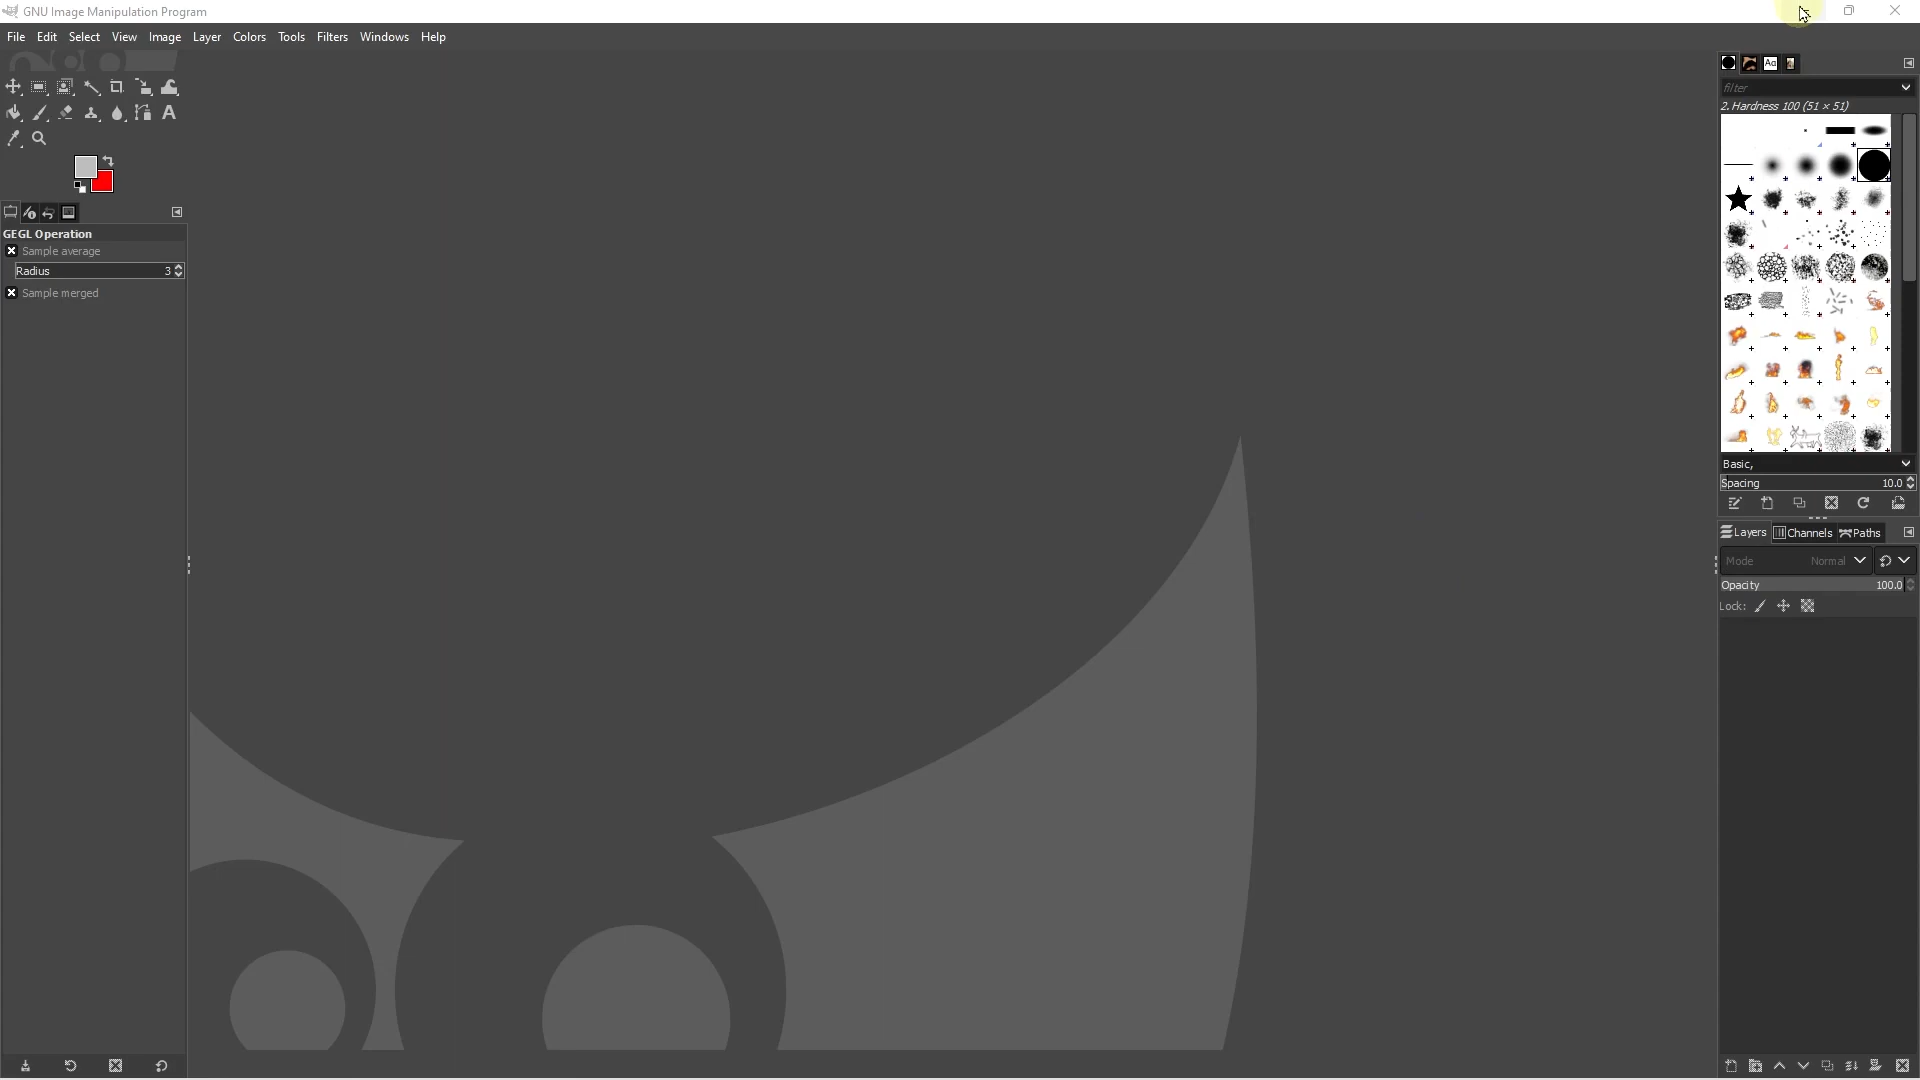 GNU Image Manipulation Program
File Edit Select View Image Layer Colors Tools Filters Windows Help
A
Aa
filter
2. Hardness 100 (51 × 51)
GEGL Operation
Sample average
Radius 3
Sample merged
Basic,
Spacing 10.0
Layers Channels Paths
Mode Normal
Opacity 100.0
Lock: